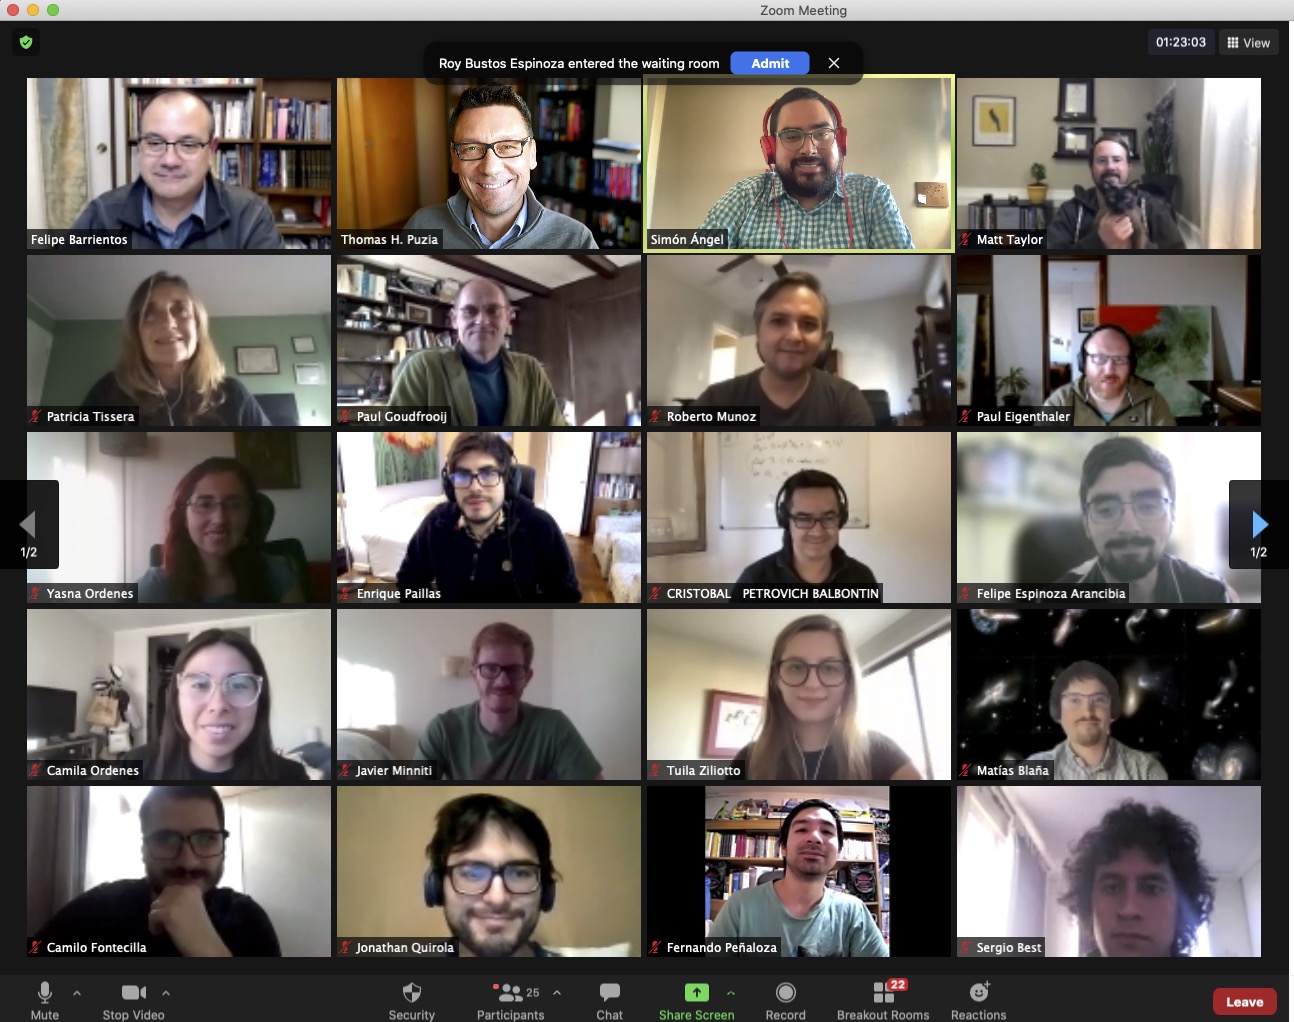 Zoom Meeting
01:23:03
View
Roy Bustos Espinoza entered the waiting room
Admit
Felipe Barrientos
Thomas H. Puzia
Simón Ángel
Matt Taylor
Patricia Tissera
Paul Goudfrooij
Roberto Munoz
Paul Eigenthaler
1/2
Yasna Ordenes
Enrique Paillas
CRISTOBAL PETROVICH BALBONTIN
Felipe Espinoza Arancibia
1/2
Camila Ordenes
Javier Minniti
Tuila Ziliotto
Matías Blaña
Camilo Fontecilla
Jonathan Quirola
Fernando Peñaloza
Sergio Best
Mute
Stop Video
Security
25
Participants
Chat
Share Screen
Record
22
Breakout Rooms
Reactions
Leave